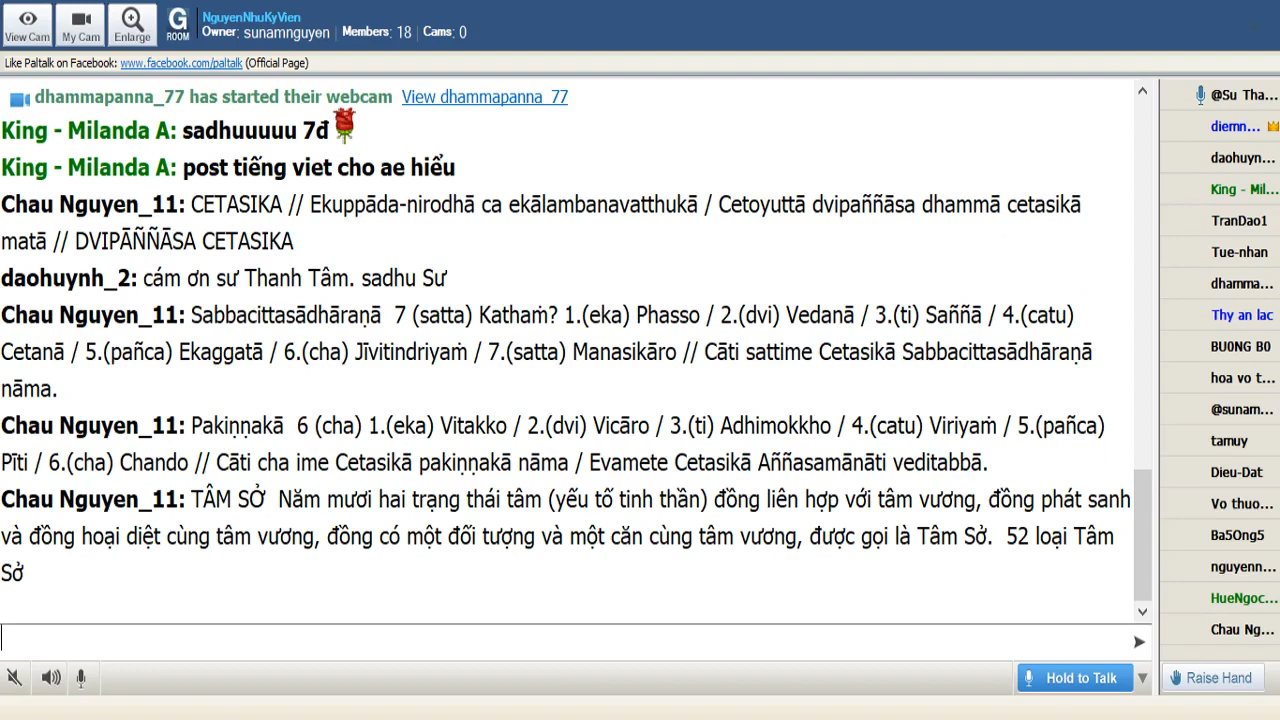 View Cam
My Cam
Enlarge
G ROOM
NguyenNhuKyVien
Owner: sunamnguyen | Members: 18 | Cams: 0
Like Paltalk on Facebook: www.facebook.com/paltalk (Official Page)
dhammapanna_77 has started their webcam View dhammapanna_77
King - Milanda A: sadhuuuuu 7đ
King - Milanda A: post tiếng viet cho ae hiểu
Chau Nguyen_11: CETASIKA // Ekuppāda-nirodhā ca ekālambanavatthukā / Cetoyuttā dvipaññāsa dhammā cetasikā
matā // DVIPĀÑÑĀSA CETASIKA
daohuynh_2: cám ơn sư Thanh Tâm. sadhu Sư
Chau Nguyen_11: Sabbacittasādhāraṇā 7 (satta) Kathaṁ? 1.(eka) Phasso / 2.(dvi) Vedanā / 3.(ti) Saññā / 4.(catu)
Cetanā / 5.(pañca) Ekaggatā / 6.(cha) Jīvitindriyaṁ / 7.(satta) Manasikāro // Cāti sattime Cetasikā Sabbacittasādhāraṇā
nāma.
Chau Nguyen_11: Pakiṇṇakā 6 (cha) 1.(eka) Vitakko / 2.(dvi) Vicāro / 3.(ti) Adhimokkho / 4.(catu) Viriyaṁ / 5.(pañca)
Pīti / 6.(cha) Chando // Cāti cha ime Cetasikā pakiṇṇakā nāma / Evamete Cetasikā Aññasamānāti veditabbā.
Chau Nguyen_11: TÂM SỞ Năm mươi hai trạng thái tâm (yếu tố tinh thần) đồng liên hợp với tâm vương, đồng phát sanh
và đồng hoại diệt cùng tâm vương, đồng có một đối tượng và một căn cùng tâm vương, được gọi là Tâm Sở. 52 loại Tâm
Sở
@Su Tha...
diemn...
daohuyn...
King - Mil...
TranDao1
Tue-nhan
dhamma...
Thy an lac
BU0NG B0
hoa vo t...
@sunam...
tamuy
Dieu-Dat
Vo thuo...
Ba5Ong5
nguyenn...
HueNgoc...
Chau Ng...
Hold to Talk
Raise Hand